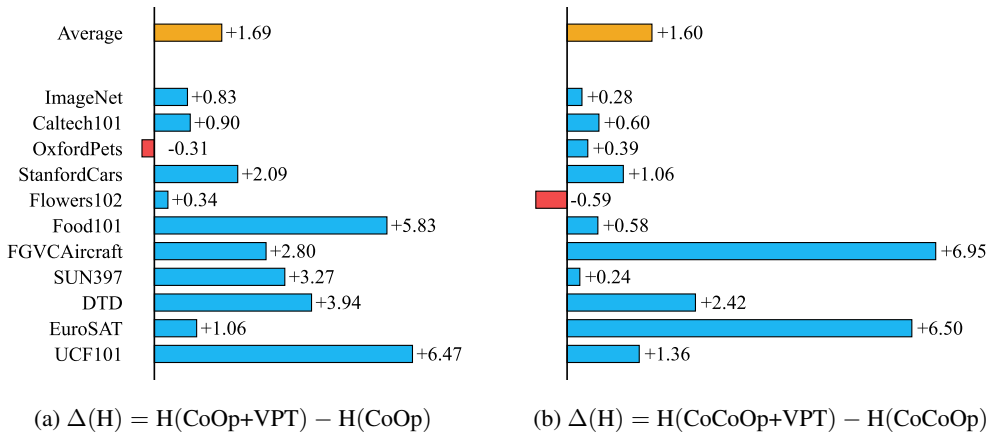 Average +1.69 +1.60
ImageNet +0.83 +0.28
Caltech101 +0.90 +0.60
OxfordPets -0.31 +0.39
StanfordCars +2.09 +1.06
Flowers102 +0.34 -0.59
Food101 +5.83 +0.58
FGVCAircraft +2.80 +6.95
SUN397 +3.27 +0.24
DTD +3.94 +2.42
EuroSAT +1.06 +6.50
UCF101 +6.47 +1.36
(a) Δ(H) = H(CoOp+VPT) − H(CoOp) (b) Δ(H) = H(CoCoOp+VPT) − H(CoCoOp)